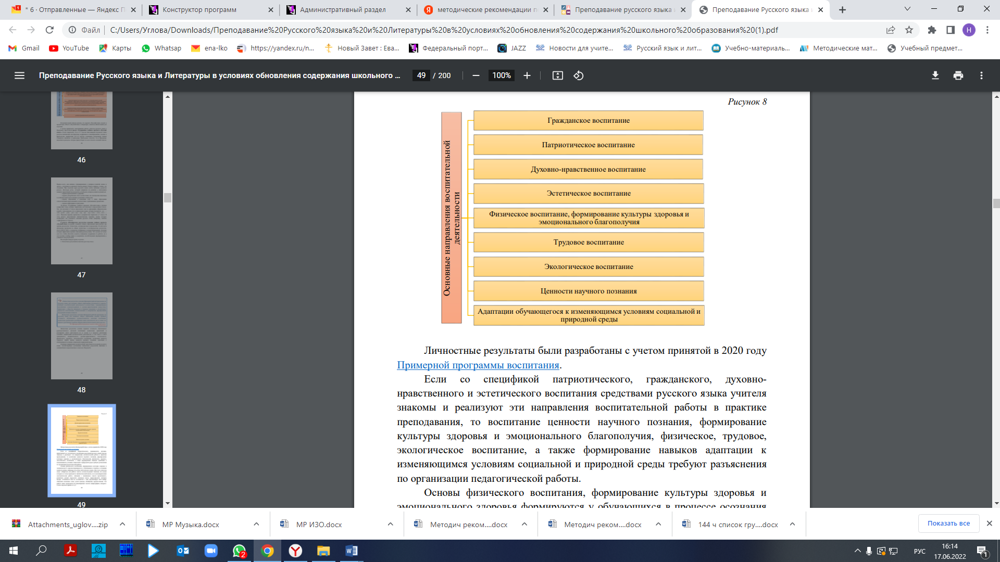 * 6 · Отправленные — Яндекс П
Конструктор программ
Административный раздел
методические рекомендации п
Преподавание русского языка и
Преподавание Русского языка и
Файл
C:/Users/Углова/Downloads/Преподавание%20Русского%20языка%20и%20Литературы%20в%20условиях%20обновления%20содержания%20школьного%20образования%20(1).pdf
H
Gmail
YouTube
Карты
Whatsap
ena-lko
https://yandex.ru/n...
Новый Завет : Ева...
Федеральный порт...
JAZZ
Новости для учите...
Русский язык и лит...
Учебно-материаль...
Методические мат...
Учебный предмет...
Преподавание Русского языка и Литературы в условиях обновления содержания школьного ...
49 / 200
100%
46
47
48
49
Рисунок 8
Основные направления воспитательной
деятельности
Гражданское воспитание
Патриотическое воспитание
Духовно-нравственное воспитание
Эстетическое воспитание
Физическое воспитание, формирование культуры здоровья и
эмоционального благополучия
Трудовое воспитание
Экологическое воспитание
Ценности научного познания
Адаптации обучающегося к изменяющимся условиям социальной и
природной среды
Личностные результаты были разработаны с учетом принятой в 2020 году
Примерной программы воспитания.
Если со спецификой патриотического, гражданского, духовно-
нравственного и эстетического воспитания средствами русского языка учителя
знакомы и реализуют эти направления воспитательной работы в практике
преподавания, то воспитание ценности научного познания, формирование
культуры здоровья и эмоционального благополучия, физическое, трудовое,
экологическое воспитание, а также формирование навыков адаптации к
изменяющимся условиям социальной и природной среды требуют разъяснения
по организации педагогической работы.
Основы физического воспитания, формирование культуры здоровья и
эмоционального здоровья формируются у обучающихся в процессе осознания
Attachments_uglov....zip
МР Музыка.docx
МР ИЗО.docx
Методич реком....docx
Методич реком....docx
144 ч список гру....docx
Показать все
2
РУС
16:14
17.06.2022
1